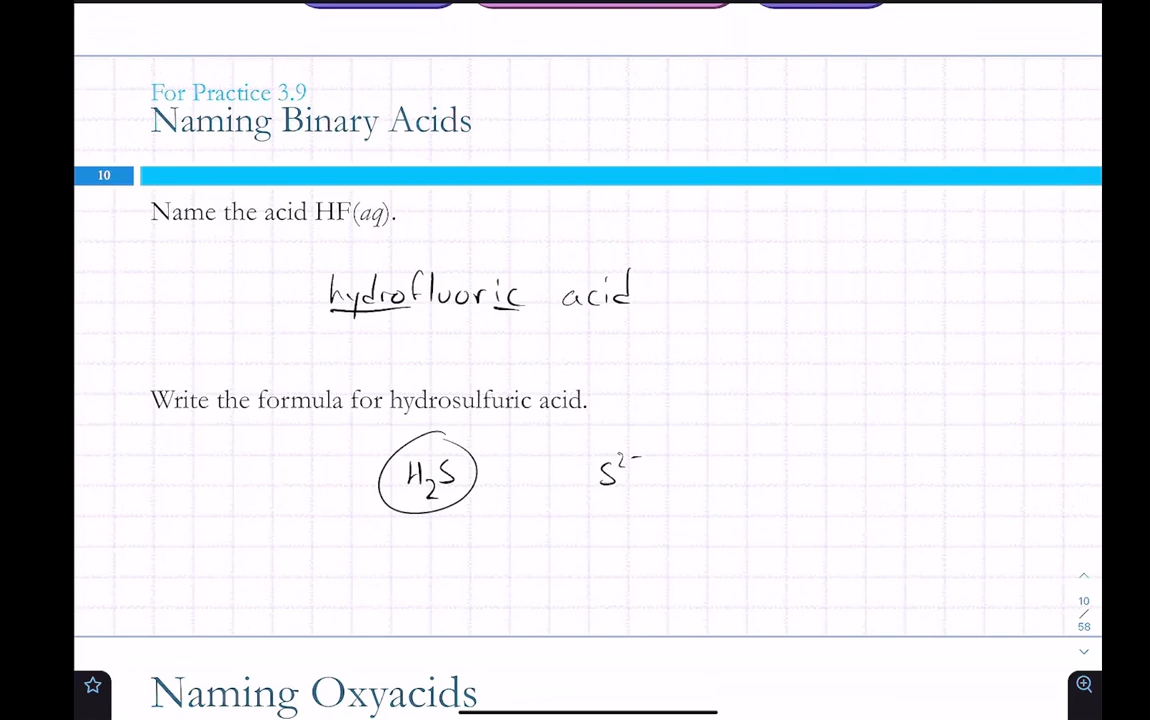 For Practice 3.9
Naming Binary Acids
10
Name the acid HF(aq).
hydrofluoric acid
Write the formula for hydrosulfuric acid.
H₂S S²⁻
10
/
58
Naming Oxyacids